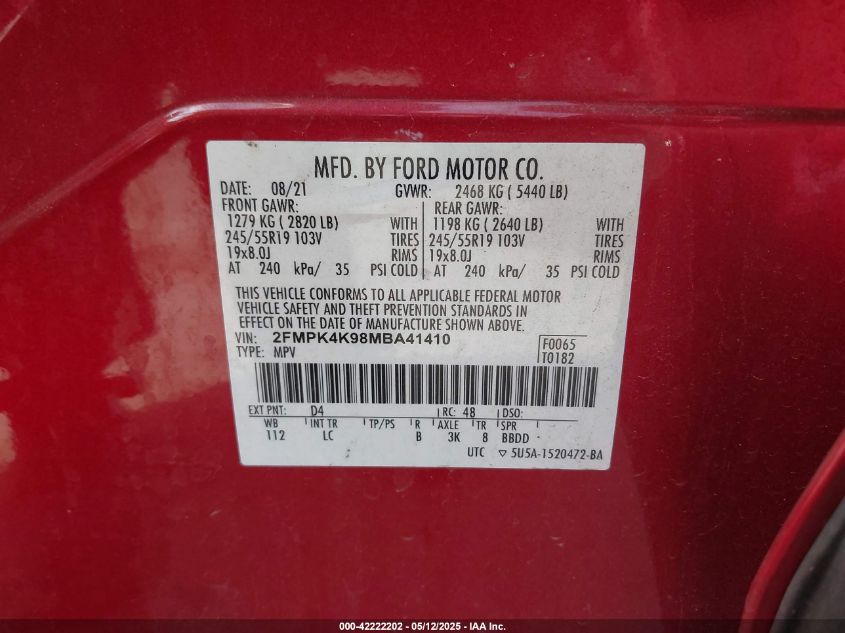 MFD. BY FORD MOTOR CO.
DATE: 08/21 GVWR: 2468 KG ( 5440 LB)
FRONT GAWR: REAR GAWR:
1279 KG ( 2820 LB) WITH 1198 KG ( 2640 LB) WITH
245/55R19 103V TIRES 245/55R19 103V TIRES
19x8.0J RIMS 19x8.0J RIMS
AT 240 kPa/ 35 PSI COLD AT 240 kPa/ 35 PSI COLD
THIS VEHICLE CONFORMS TO ALL APPLICABLE FEDERAL MOTOR
VEHICLE SAFETY AND THEFT PREVENTION STANDARDS IN
EFFECT ON THE DATE OF MANUFACTURE SHOWN ABOVE.
VIN: 2FMPK4K98MBA41410 F0065
TYPE: MPV T0182
EXT PNT: D4 RC: 48 DSO:
WB INT TR TP/PS R AXLE TR SPR
112 LC B 3K 8 BBDD
UTC ▽ 5U5A-1520472-BA
000-42222202 - 05/12/2025 - IAA Inc.